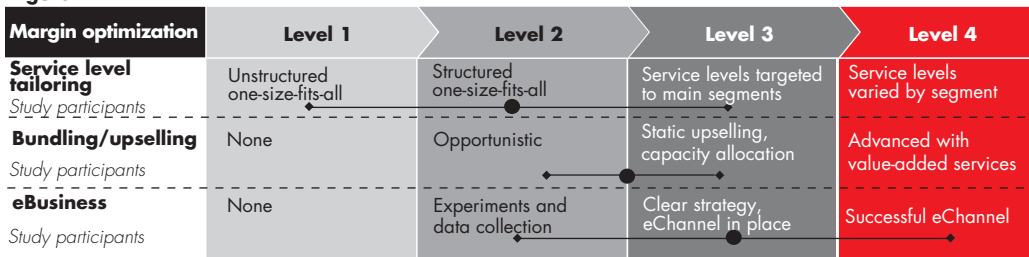 Margin optimization
Level 1
Level 2
Level 3
Level 4
Service level
tailoring
Study participants
Unstructured
one-size-fits-all
Structured
one-size-fits-all
Service levels targeted
to main segments
Service levels
varied by segment
Bundling/upselling
Study participants
None
Opportunistic
Static upselling,
capacity allocation
Advanced with
value-added services
eBusiness
Study participants
None
Experiments and
data collection
Clear strategy,
eChannel in place
Successful eChannel